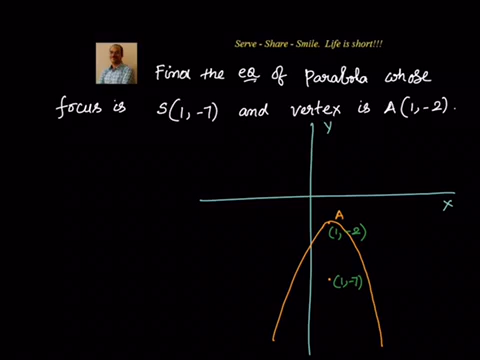 Serve - Share - Smile. Life is short!!!
Find the eq of parabola whose
focus is S(1, -7) and vertex is A(1, -2).
Y
X
A
(1, -2)
(1, -7)